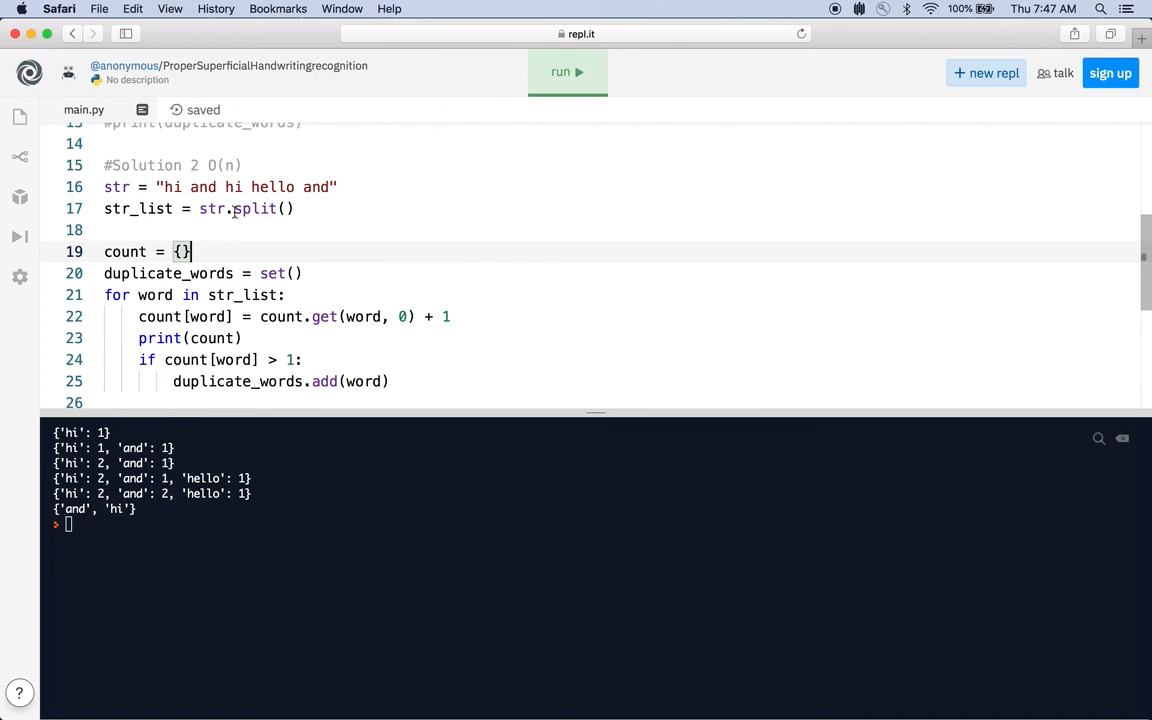 Safari File Edit View History Bookmarks Window Help 100% Thu 7:47 AM
repl.it
@anonymous/ProperSuperficialHandwritingrecognition
No description
run
+ new repl talk sign up
main.py saved
13 #print(duplicate_words)
14
15 #Solution 2 O(n)
16 str = "hi and hi hello and"
17 str_list = str.split()
18
19 count = {}
20 duplicate_words = set()
21 for word in str_list:
22 count[word] = count.get(word, 0) + 1
23 print(count)
24 if count[word] > 1:
25 duplicate_words.add(word)
26
{'hi': 1}
{'hi': 1, 'and': 1}
{'hi': 2, 'and': 1}
{'hi': 2, 'and': 1, 'hello': 1}
{'hi': 2, 'and': 2, 'hello': 1}
{'and', 'hi'}
>
?